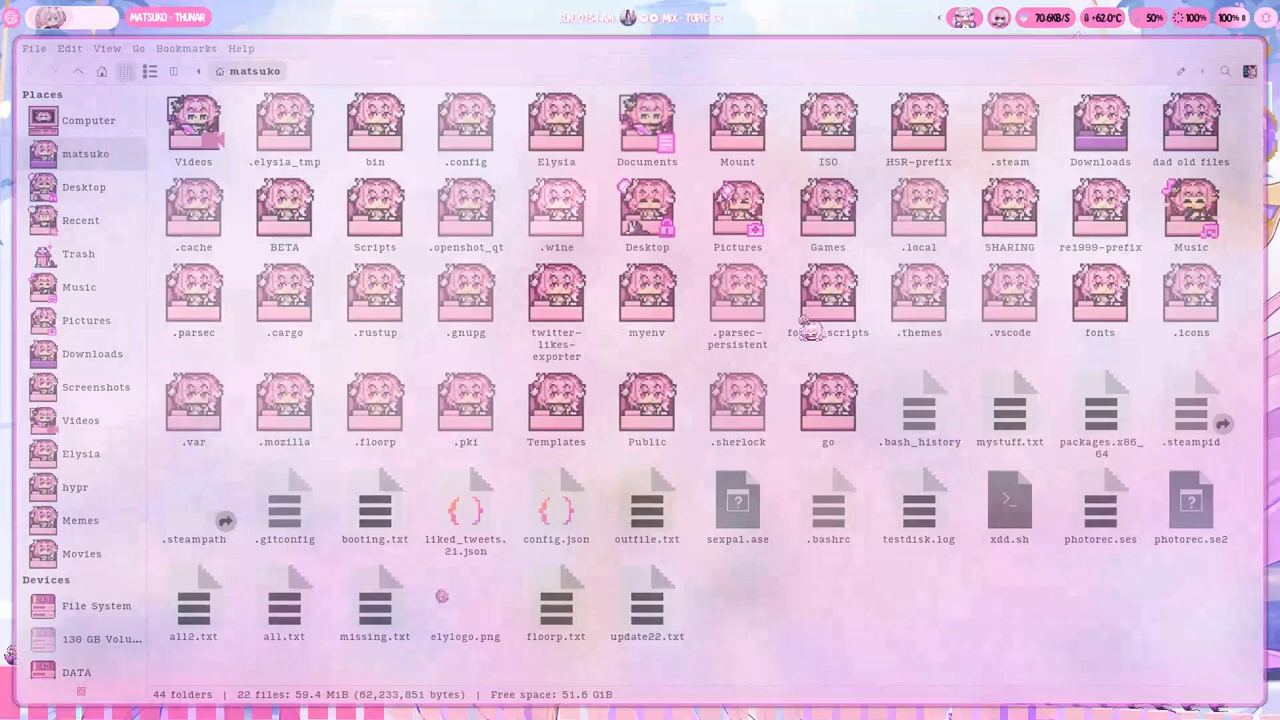 MATSUKO - THUNAR
MIX - TOPIC
70.6KB/S
+62.0°C
50%
100%
100%
File Edit View Go Bookmarks Help
matsuko
Places
Computer
matsuko
Desktop
Recent
Trash
Music
Pictures
Downloads
Screenshots
Videos
Elysia
hypr
Memes
Movies
Devices
File System
130 GB Volu...
DATA
Videos .elysia_tmp bin .config Elysia Documents Mount ISO HSR-prefix .steam Downloads dad old files
.cache BETA Scripts .openshot_qt .wine Desktop Pictures Games .local SHARING re1999-prefix Music
.parsec .cargo .rustup .gnupg twitter-likes-exporter myenv .parsec-persistent .themes .vscode fonts .icons
.var .mozilla .floorp .pki Templates Public .sherlock go .bash_history mystuff.txt packages.x86_64 .steampid
.steampath .gitconfig booting.txt liked_tweets.21.json config.json outfile.txt sexpal.ase .bashrc testdisk.log xdd.sh photorec.ses photorec.se2
all2.txt all.txt missing.txt elylogo.png floorp.txt update22.txt
44 folders | 22 files: 59.4 MiB (62,233,851 bytes) | Free space: 51.6 GiB